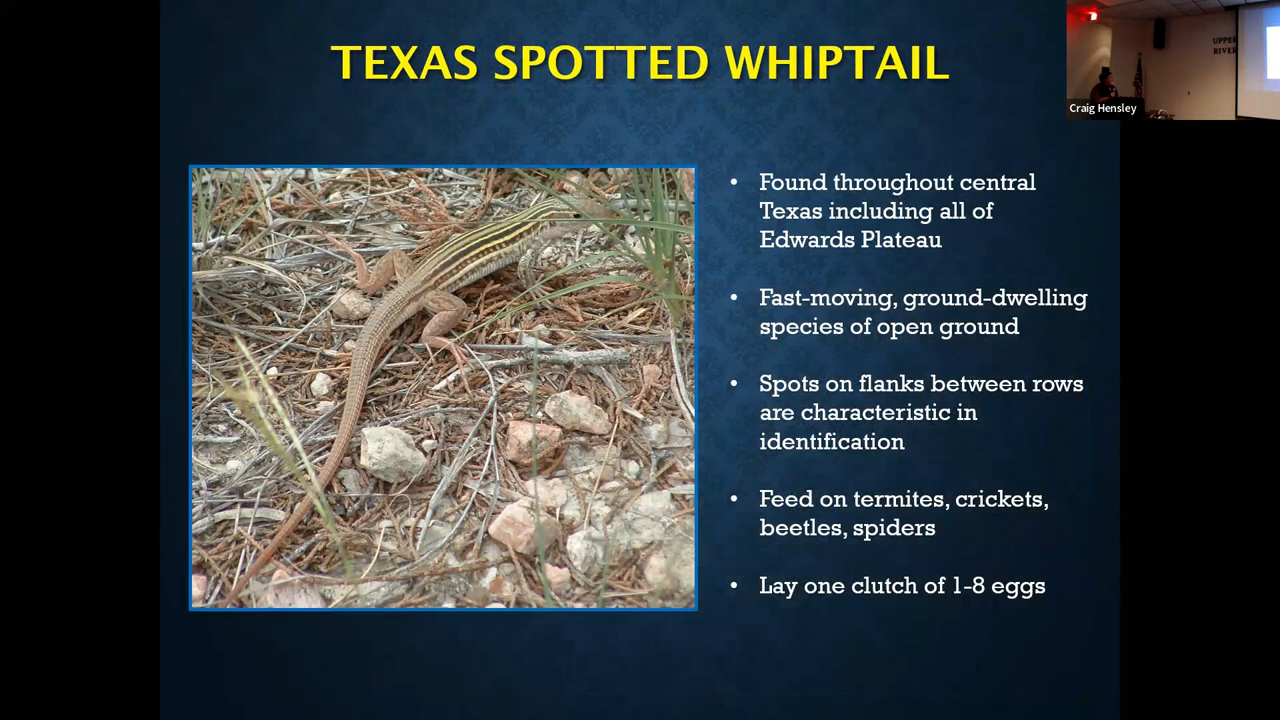 TEXAS SPOTTED WHIPTAIL
UPPER
RIVER
Craig Hensley
• Found throughout central
Texas including all of
Edwards Plateau
• Fast-moving, ground-dwelling
species of open ground
• Spots on flanks between rows
are characteristic in
identification
• Feed on termites, crickets,
beetles, spiders
• Lay one clutch of 1-8 eggs